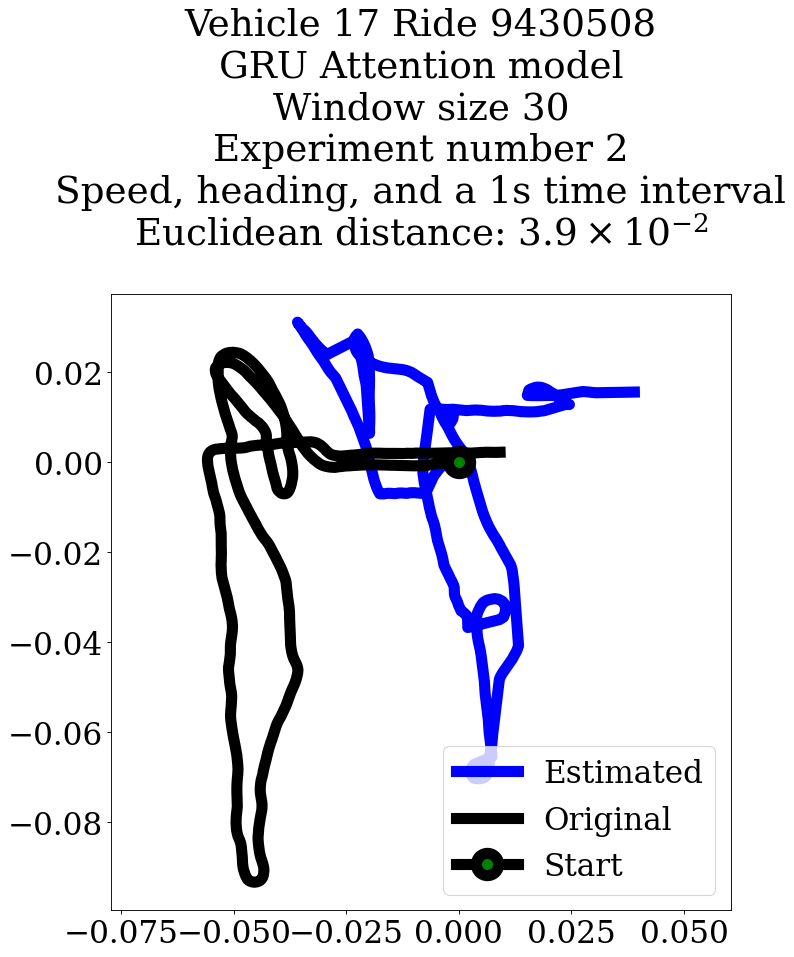 Vehicle 17 Ride 9430508
GRU Attention model
Window size 30
Experiment number 2
Speed, heading, and a 1s time interval
Euclidean distance: 3.9 × 10⁻²
0.02
0.00
−0.02
−0.04
−0.06
−0.08
Estimated
Original
Start
−0.075 −0.050 −0.025 0.000 0.025 0.050